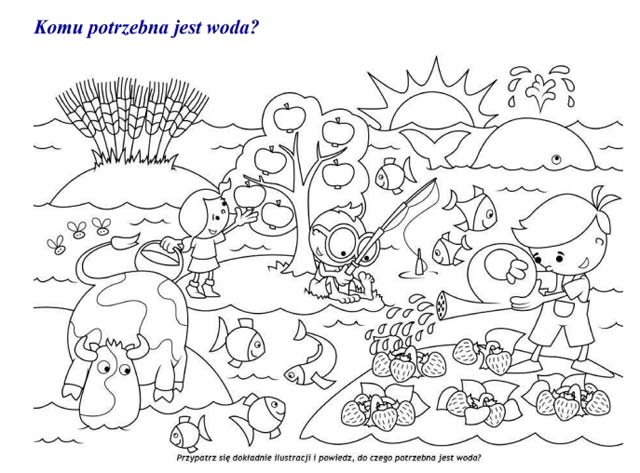 Komu potrzebna jest woda?
Przypatrz się dokładnie ilustracji i powiedz, do czego potrzebna jest woda?